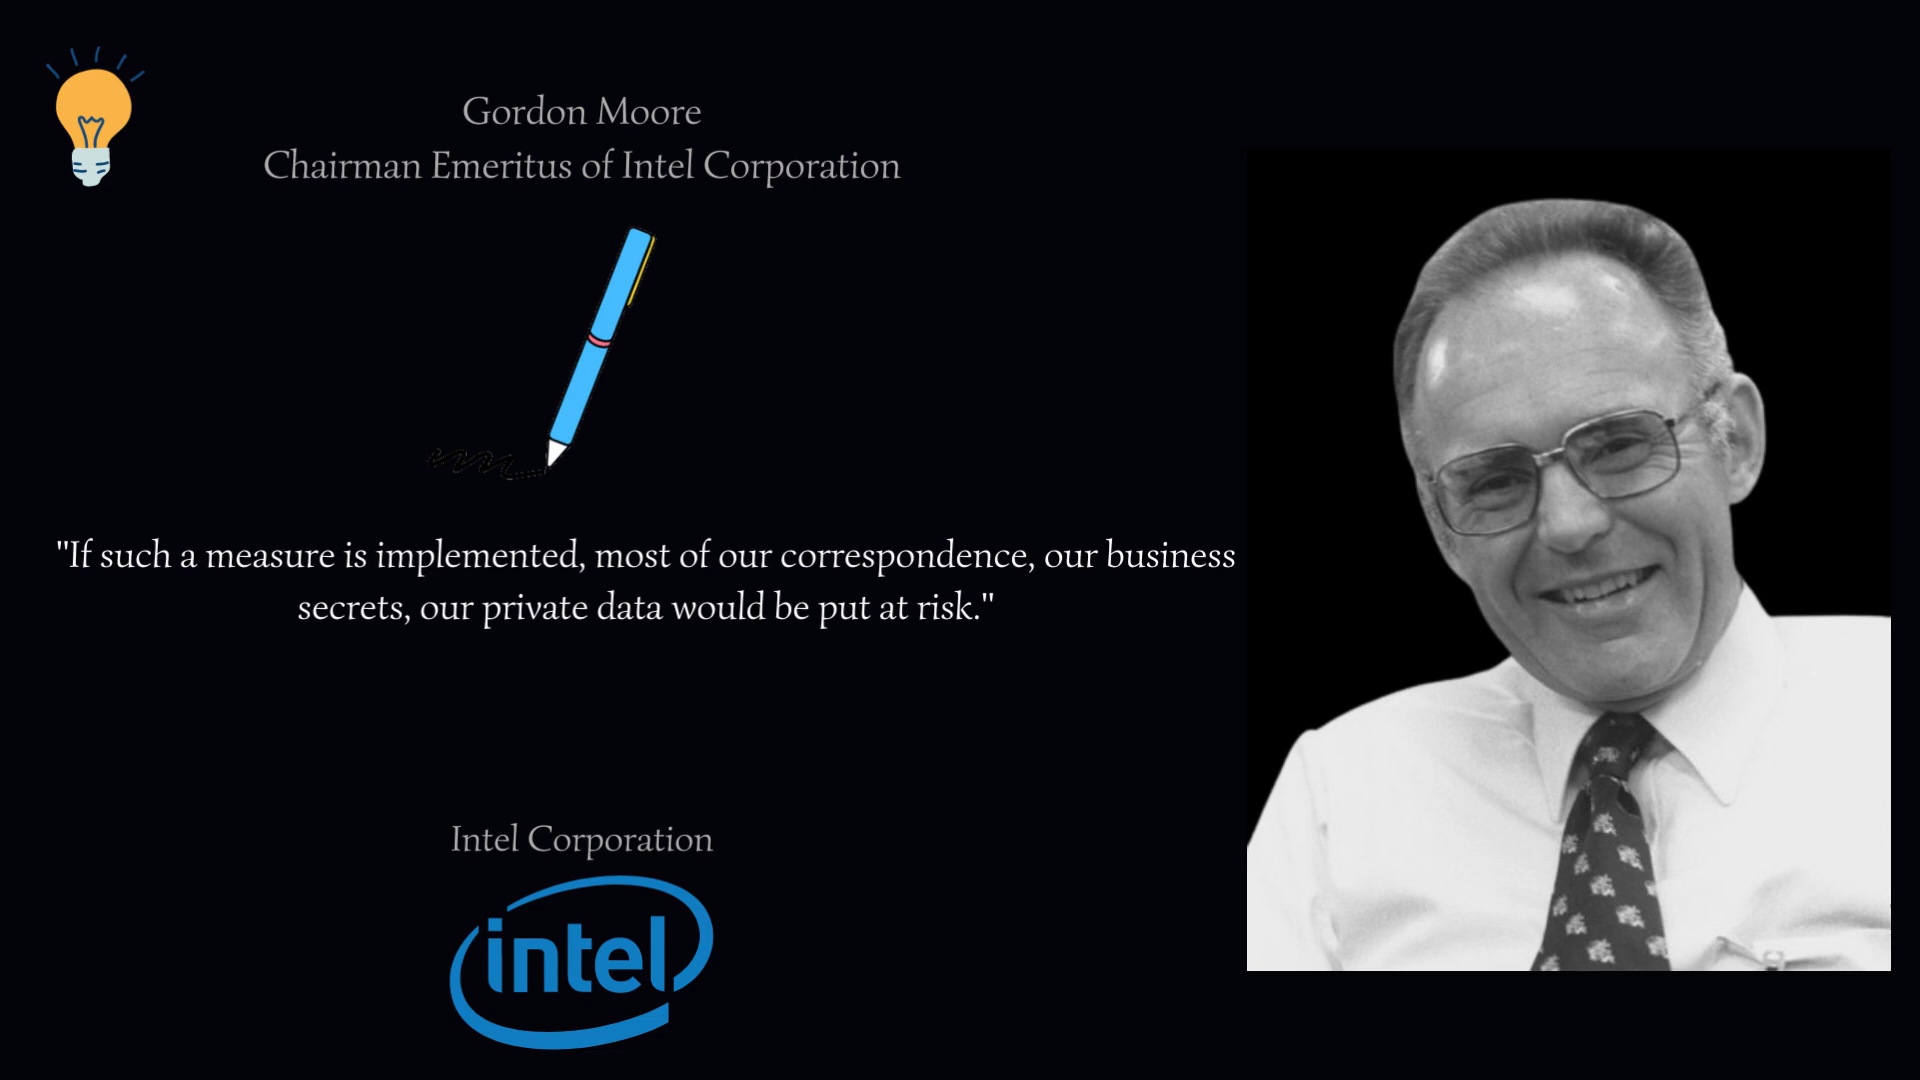 Gordon Moore
Chairman Emeritus of Intel Corporation
"If such a measure is implemented, most of our correspondence, our business
secrets, our private data would be put at risk."
Intel Corporation
intel